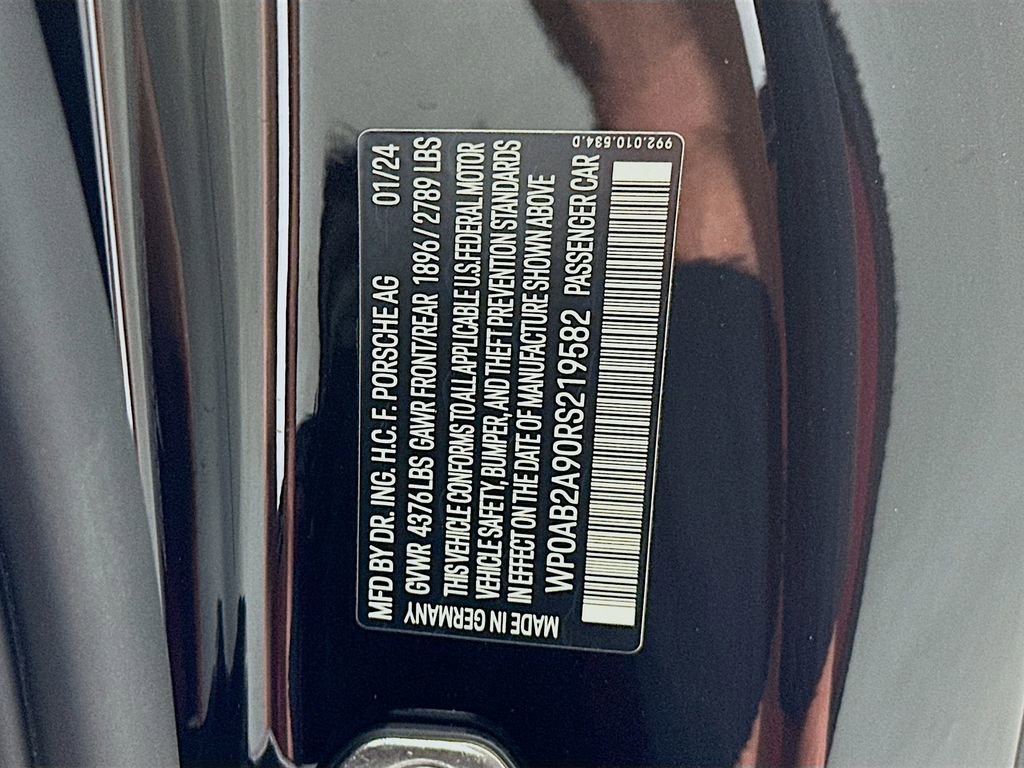 MFD BY DR. ING. H.C. F. PORSCHE AG 01/24
GVWR 4376 LBS GAWR FRONT/REAR 1896/2789 LBS
THIS VEHICLE CONFORMS TO ALL APPLICABLE U.S. FEDERAL MOTOR
VEHICLE SAFETY, BUMPER, AND THEFT PREVENTION STANDARDS
IN EFFECT ON THE DATE OF MANUFACTURE SHOWN ABOVE
WP0AB2A90RS219582 PASSENGER CAR
MADE IN GERMANY
992.010.534.D